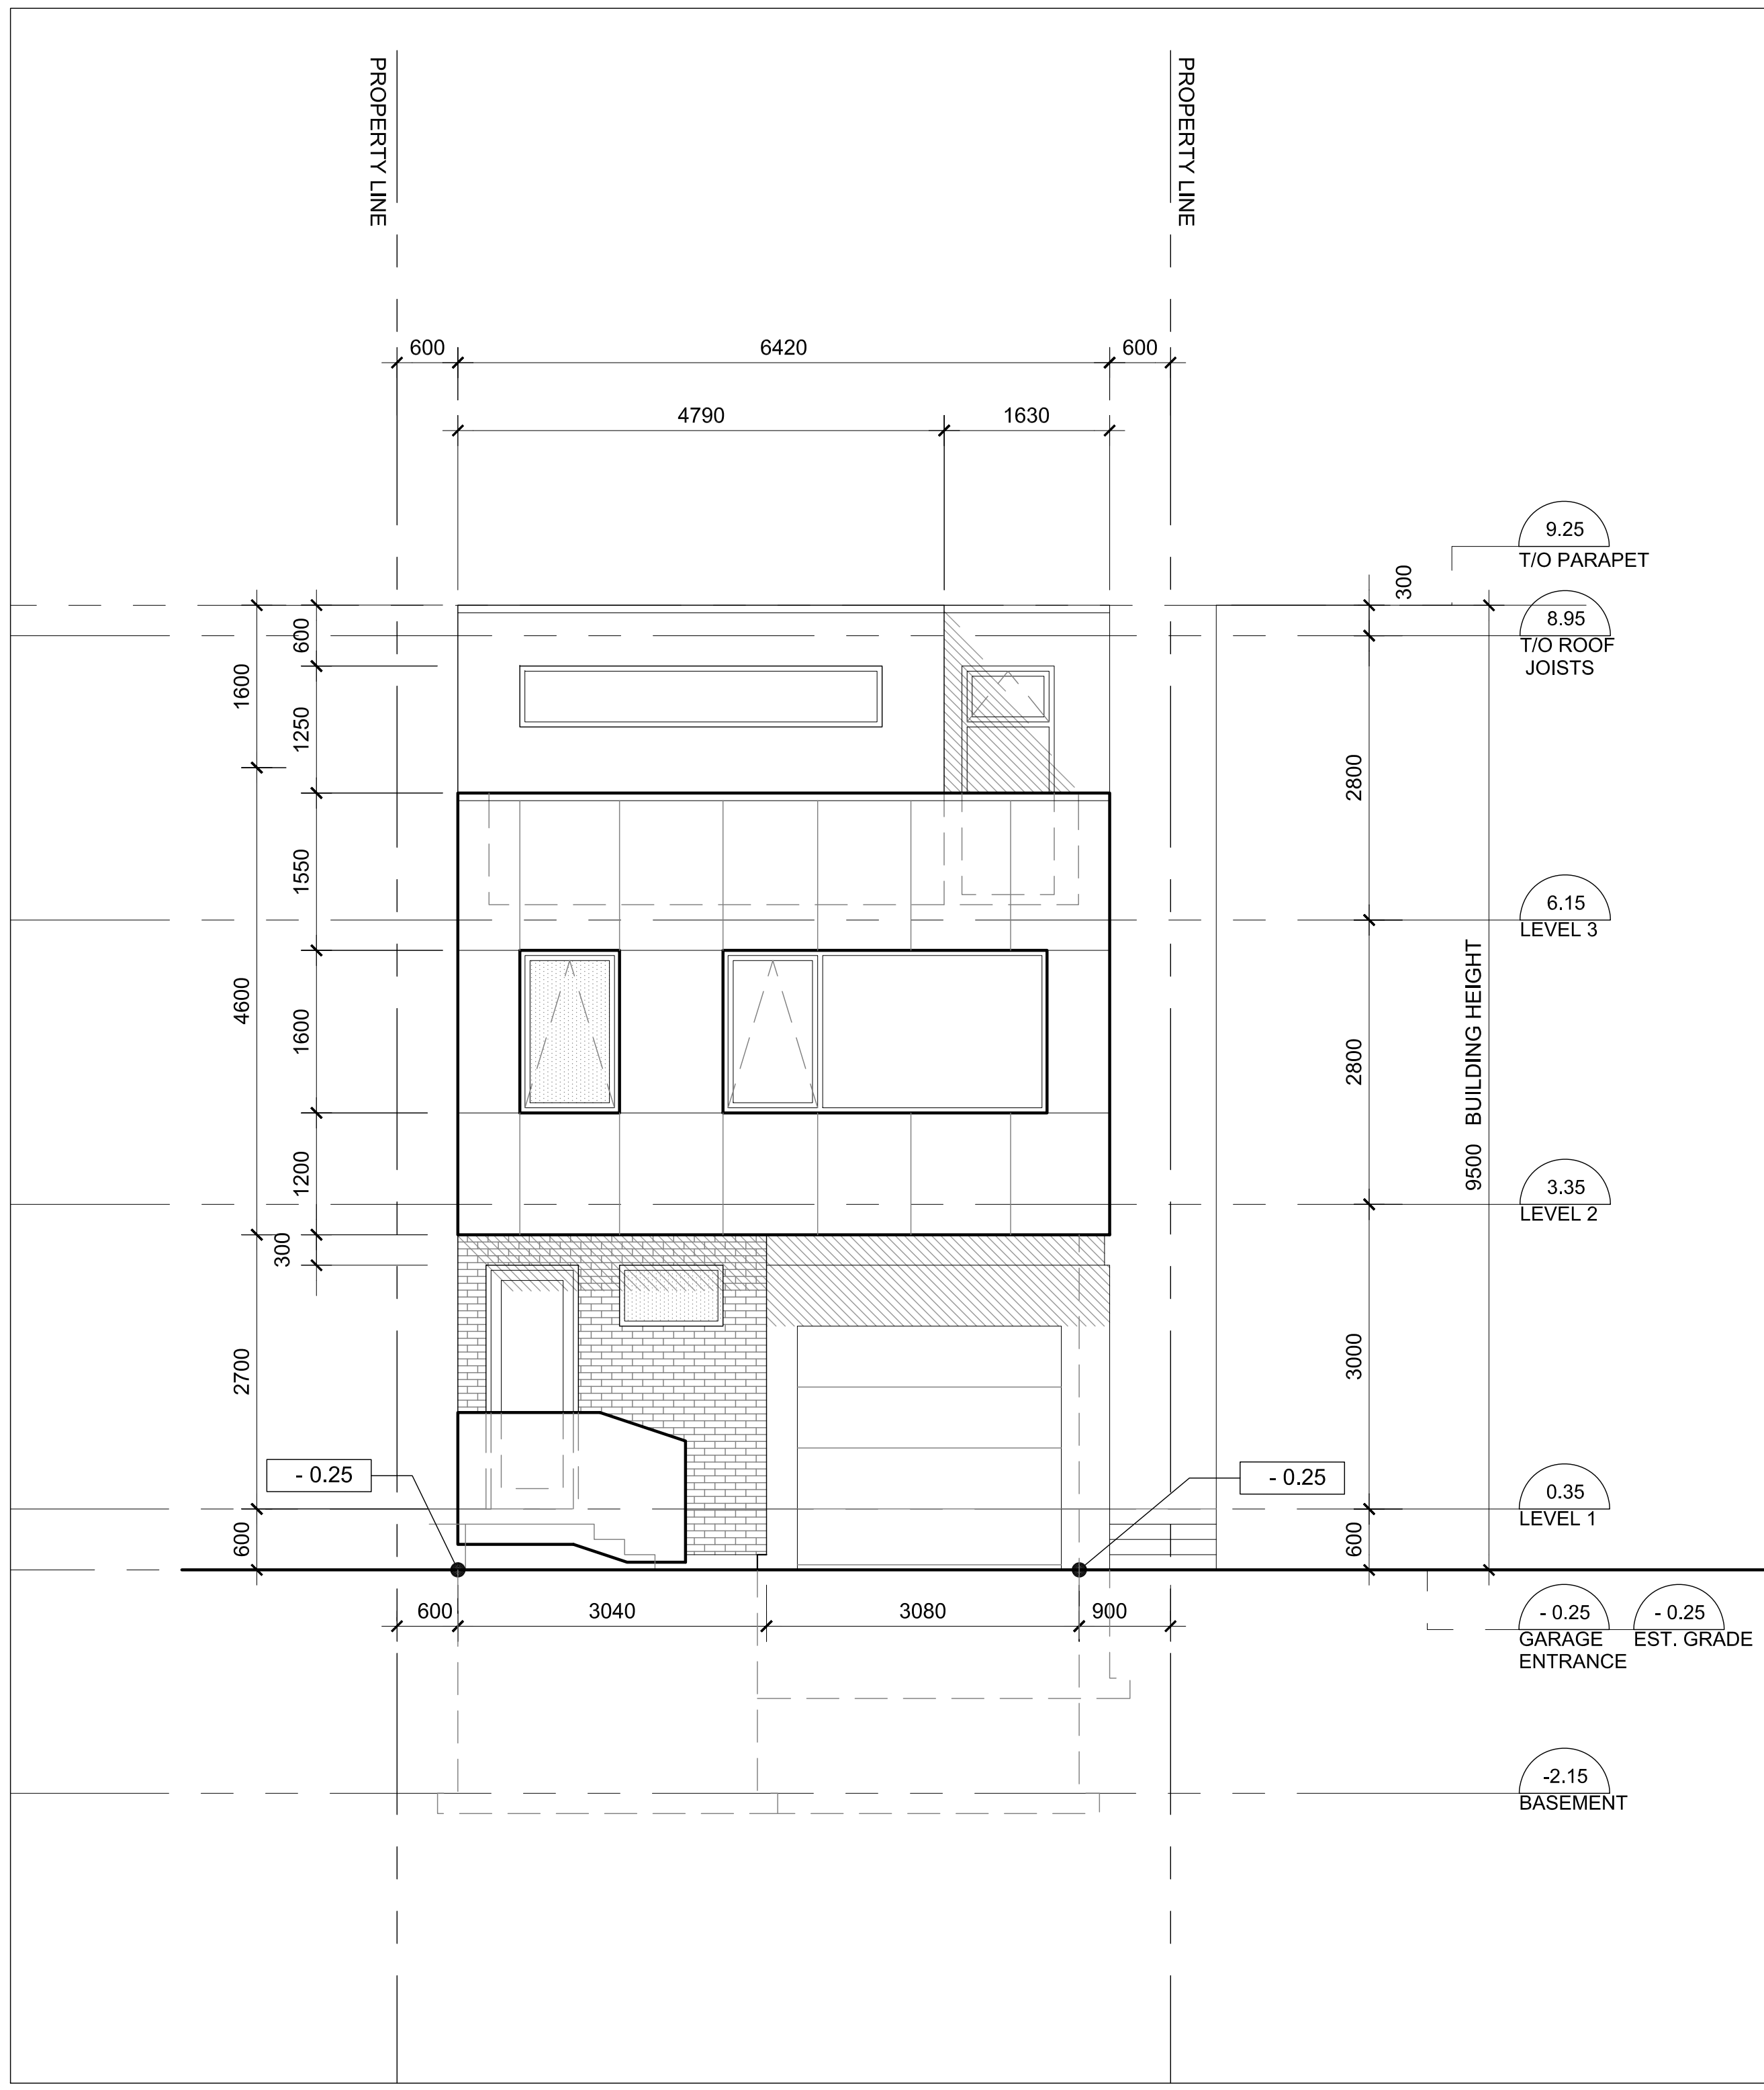 PROPERTY LINE
PROPERTY LINE
600
6420
600
4790
1630
9.25
T/O PARAPET
300
8.95
T/O ROOF
JOISTS
600
1600
1250
2800
1550
6.15
LEVEL 3
4600
1600
2800
9500 BUILDING HEIGHT
1200
3.35
LEVEL 2
300
2700
3000
- 0.25
- 0.25
0.35
LEVEL 1
600
600
600
3040
3080
900
- 0.25
GARAGE
ENTRANCE
- 0.25
EST. GRADE
-2.15
BASEMENT